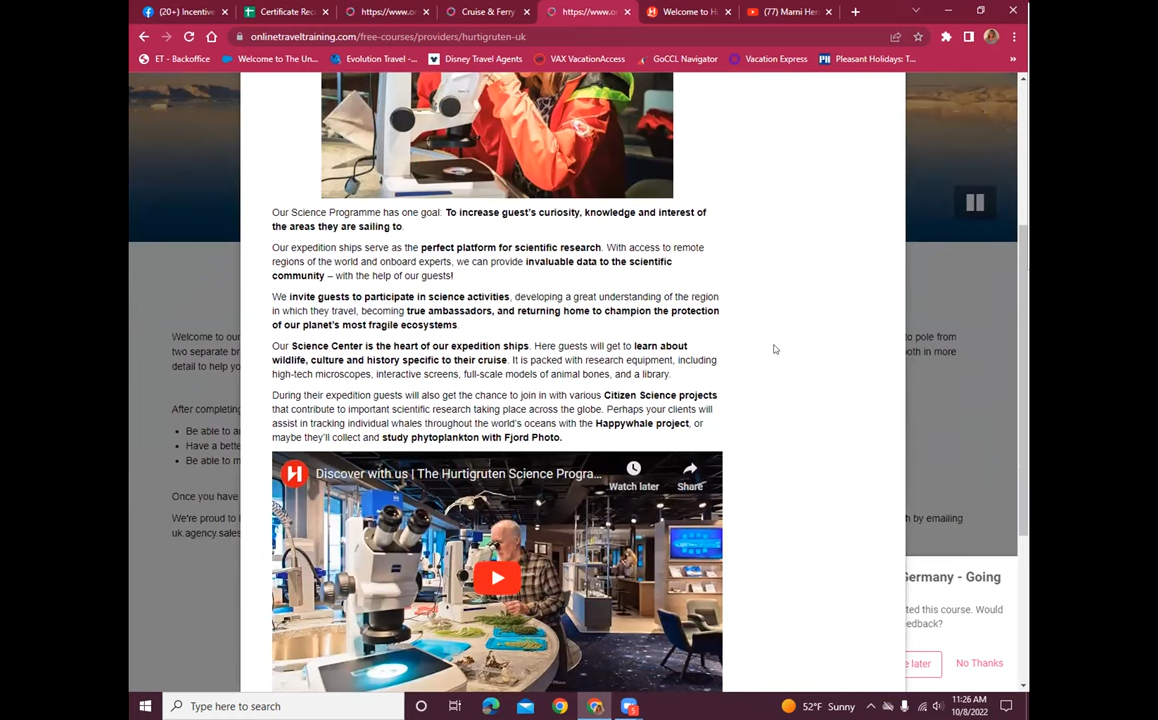 (20+) Incentiv
Certificate Rec
https://www.o
Cruise & Ferry
https://www.o
Welcome to H
(77) Marni Her
onlinetraveltraining.com/free-courses/providers/hurtigruten-uk
ET - Backoffice
Welcome to The Un...
Evolution Travel -...
Disney Travel Agents
VAX VacationAccess
GoCCL Navigator
Vacation Express
Pleasant Holidays: T...
Our Science Programme has one goal: To increase guest's curiosity, knowledge and interest of
the areas they are sailing to.
Our expedition ships serve as the perfect platform for scientific research. With access to remote
regions of the world and onboard experts, we can provide invaluable data to the scientific
community – with the help of our guests!
We invite guests to participate in science activities, developing a great understanding of the region
in which they travel, becoming true ambassadors, and returning home to champion the protection
of our planet's most fragile ecosystems.
Our Science Center is the heart of our expedition ships. Here guests will get to learn about
wildlife, culture and history specific to their cruise. It is packed with research equipment, including
high-tech microscopes, interactive screens, full-scale models of animal bones, and a library.
During their expedition guests will also get the chance to join in with various Citizen Science projects
that contribute to important scientific research taking place across the globe. Perhaps your clients will
assist in tracking individual whales throughout the world's oceans with the Happywhale project, or
maybe they'll collect and study phytoplankton with Fjord Photo.
Discover with us | The Hurtigruten Science Progra...
Watch later
Share
Welcome to our
two separate br
detail to help yo
to pole from
both in more
After completing
Be able to a
Have a bette
Be able to m
Once you have
We're proud to
uk.agency.sales
h by emailing
Germany - Going
ted this course. Would
eedback?
e later
No Thanks
Type here to search
52°F Sunny
11:26 AM
10/8/2022